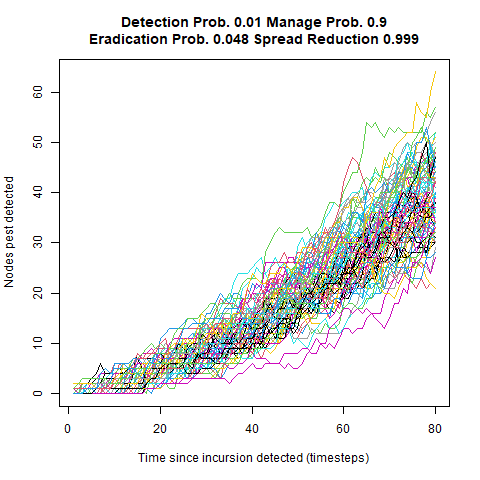 Detection Prob. 0.01 Manage Prob. 0.9
Eradication Prob. 0.048 Spread Reduction 0.999
Nodes pest detected
60
50
40
30
20
10
0
0 20 40 60 80
Time since incursion detected (timesteps)